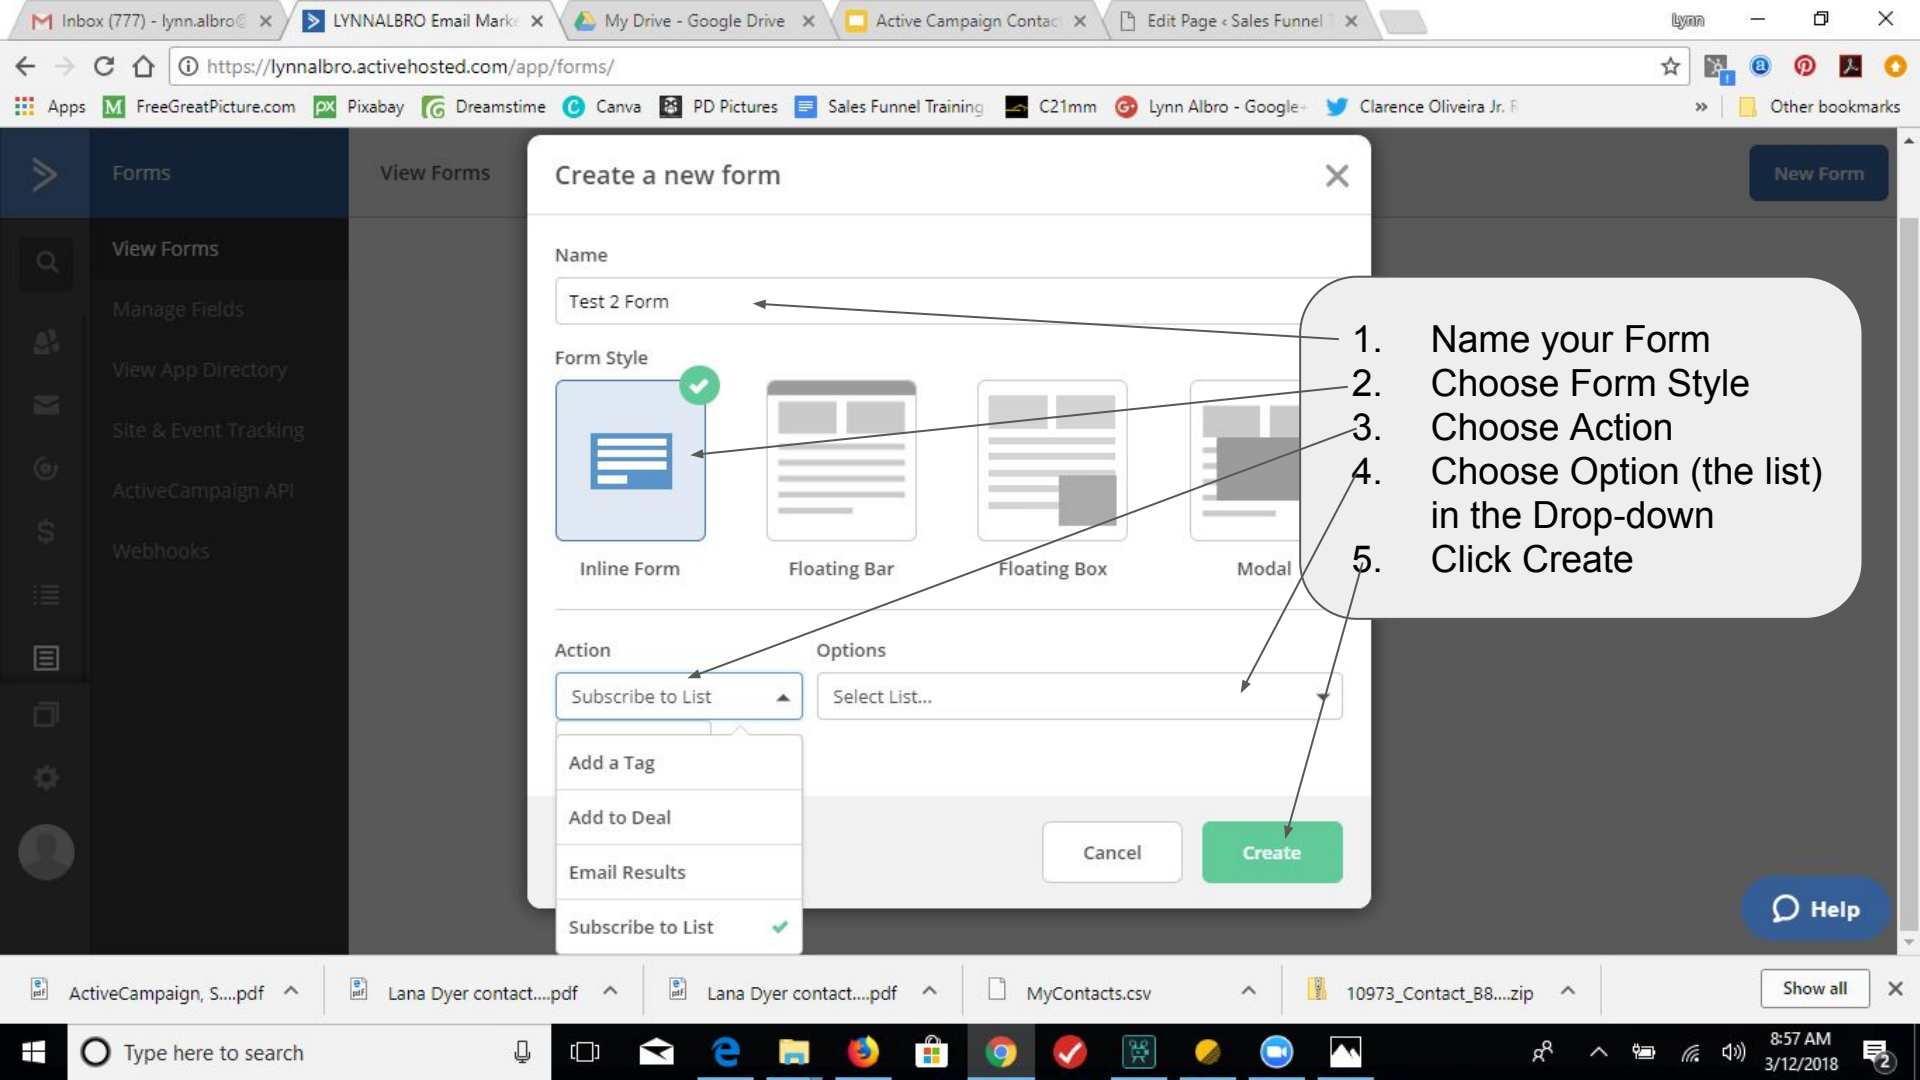 Inbox (777) - lynn.albro@
LYNNALBRO Email Marke
My Drive - Google Drive
Active Campaign Contac
Edit Page ‹ Sales Funnel T
Lynn
https://lynnalbro.activehosted.com/app/forms/
Apps
FreeGreatPicture.com
Pixabay
Dreamstime
Canva
PD Pictures
Sales Funnel Training
C21mm
Lynn Albro - Google+
Clarence Oliveira Jr. R
»
Other bookmarks
Forms
View Forms
Create a new form
New Form
View Forms
Manage Fields
View App Directory
Site & Event Tracking
ActiveCampaign API
Webhooks
Name
Test 2 Form
Form Style
Inline Form
Floating Bar
Floating Box
Modal
1. Name your Form
2. Choose Form Style
3. Choose Action
4. Choose Option (the list)
in the Drop-down
5. Click Create
Action
Options
Subscribe to List
Select List...
Add a Tag
Add to Deal
Email Results
Subscribe to List
Cancel
Create
Help
ActiveCampaign, S....pdf
Lana Dyer contact....pdf
Lana Dyer contact....pdf
MyContacts.csv
10973_Contact_B8....zip
Show all
Type here to search
8:57 AM
3/12/2018
2